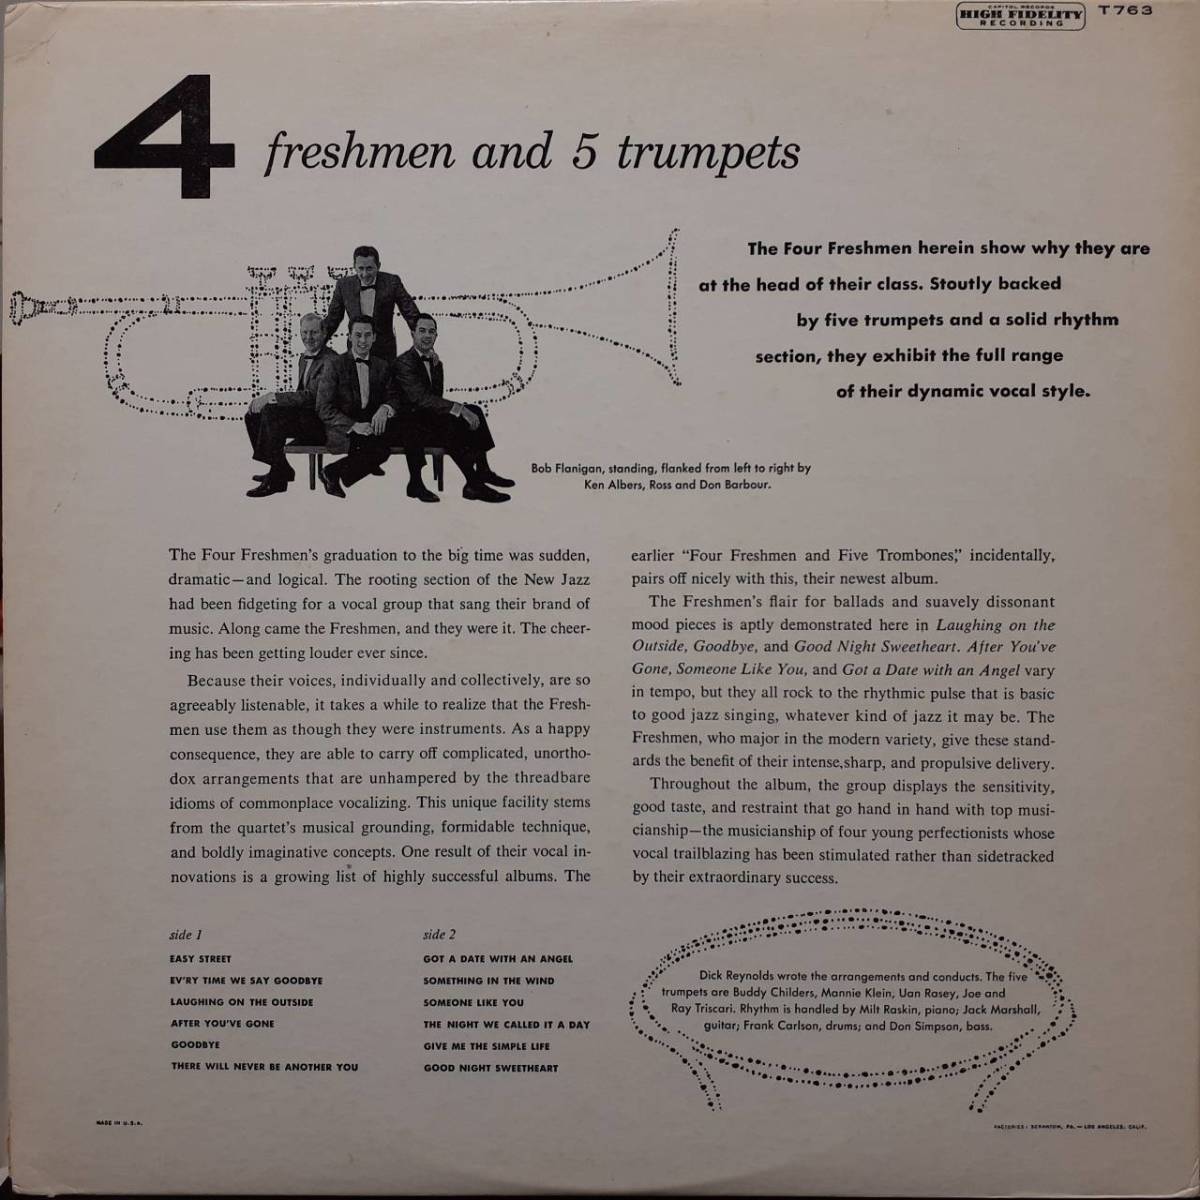 CAPITOL RECORDS
HIGH FIDELITY
RECORDING
T763
4 freshmen and 5 trumpets
The Four Freshmen herein show why they are
at the head of their class. Stoutly backed
by five trumpets and a solid rhythm
section, they exhibit the full range
of their dynamic vocal style.
Bob Flanigan, standing, flanked from left to right by
Ken Albers, Ross and Don Barbour.
The Four Freshmen's graduation to the big time was sudden,
dramatic—and logical. The rooting section of the New Jazz
had been fidgeting for a vocal group that sang their brand of
music. Along came the Freshmen, and they were it. The cheer-
ing has been getting louder ever since.
Because their voices, individually and collectively, are so
agreeably listenable, it takes a while to realize that the Fresh-
men use them as though they were instruments. As a happy
consequence, they are able to carry off complicated, unortho-
dox arrangements that are unhampered by the threadbare
idioms of commonplace vocalizing. This unique facility stems
from the quartet's musical grounding, formidable technique,
and boldly imaginative concepts. One result of their vocal in-
novations is a growing list of highly successful albums. The
earlier "Four Freshmen and Five Trombones," incidentally,
pairs off nicely with this, their newest album.
The Freshmen's flair for ballads and suavely dissonant
mood pieces is aptly demonstrated here in Laughing on the
Outside, Goodbye, and Good Night Sweetheart. After You've
Gone, Someone Like You, and Got a Date with an Angel vary
in tempo, but they all rock to the rhythmic pulse that is basic
to good jazz singing, whatever kind of jazz it may be. The
Freshmen, who major in the modern variety, give these stand-
ards the benefit of their intense, sharp, and propulsive delivery.
Throughout the album, the group displays the sensitivity,
good taste, and restraint that go hand in hand with top musi-
cianship—the musicianship of four young perfectionists whose
vocal trailblazing has been stimulated rather than sidetracked
by their extraordinary success.
side 1
EASY STREET
EV'RY TIME WE SAY GOODBYE
LAUGHING ON THE OUTSIDE
AFTER YOU'VE GONE
GOODBYE
THERE WILL NEVER BE ANOTHER YOU
side 2
GOT A DATE WITH AN ANGEL
SOMETHING IN THE WIND
SOMEONE LIKE YOU
THE NIGHT WE CALLED IT A DAY
GIVE ME THE SIMPLE LIFE
GOOD NIGHT SWEETHEART
Dick Reynolds wrote the arrangements and conducts. The five
trumpets are Buddy Childers, Mannie Klein, Uan Rasey, Joe and
Ray Triscari. Rhythm is handled by Milt Raskin, piano; Jack Marshall,
guitar; Frank Carlson, drums; and Don Simpson, bass.
MADE IN U.S.A.
FACTORIES: SCRANTON, PA. — LOS ANGELES, CALIF.